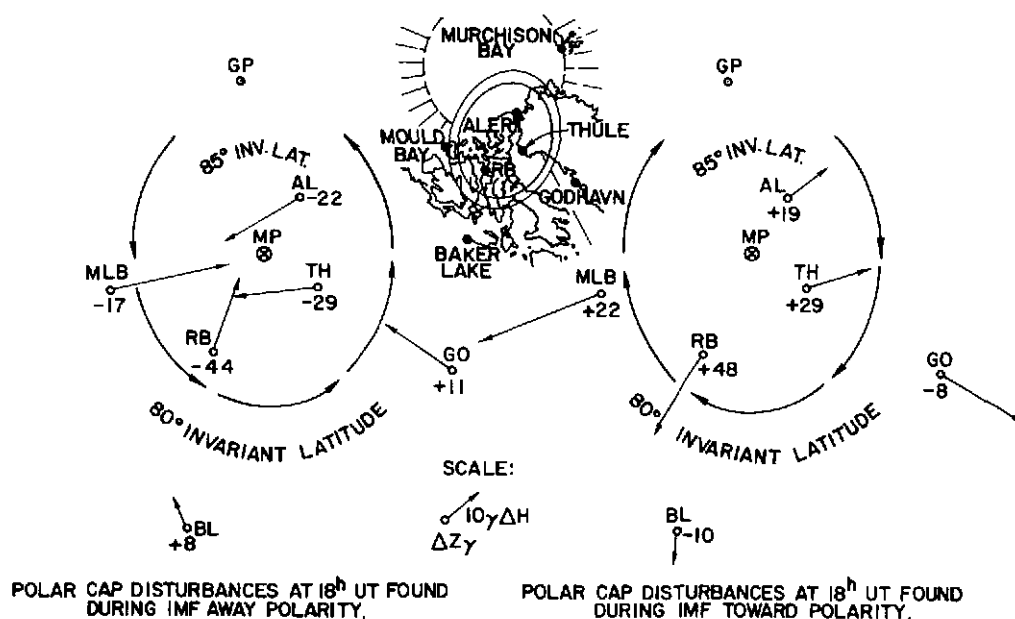 MURCHISON
BAY
GP
85° INV. LAT.
AL
-22
MP
MLB
-17
TH
-29
RB
-44
GO
+11
80° INVARIANT LATITUDE
BL
+8
ALERT
THULE
MOULD
BAY
RB
GODHAVN
BAKER
LAKE
SCALE:
10γΔH
ΔZγ
GP
85° INV. LAT.
AL
+19
MP
MLB
+22
TH
+29
RB
+48
GO
-8
80° INVARIANT LATITUDE
BL
-10
POLAR CAP DISTURBANCES AT 18h UT FOUND
DURING IMF AWAY POLARITY.
POLAR CAP DISTURBANCES AT 18h UT FOUND
DURING IMF TOWARD POLARITY.